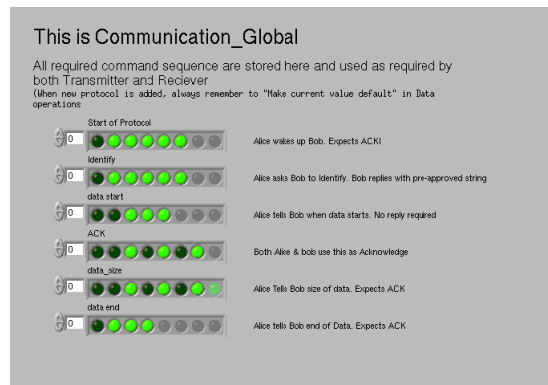 This is Communication_Global
All required command sequence are stored here and used as required by
both Transmitter and Reciever
(When new protocol is added, always remember to "Make current value default" in Data
operations
Start of Protocol
0
Alice wakes up Bob. Expects ACK!
Identify
0
Alice asks Bob to Identify. Bob replies with pre-approved string
data start
0
Alice tells Bob when data starts. No reply required
ACK
0
Both Alice & bob use this as Acknowledge
data_size
0
Alice Tells Bob size of data. Expects ACK
data end
0
Alice tells Bob end of Data. Expects ACK